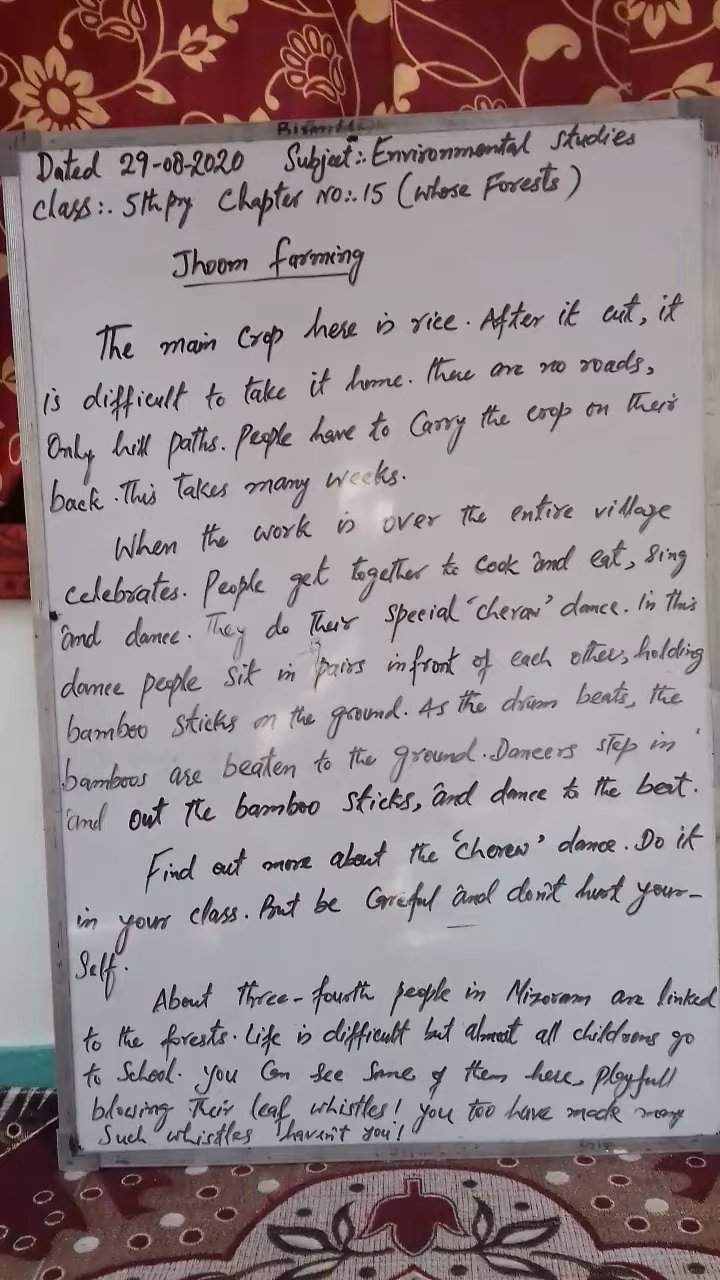 Dated 29-08-2020 Subject:. Environmental studies
class:. 5th pry Chapter No:. 15 (whose Forests)
Jhoom farming
The main crop here is rice. After it cut, it
is difficult to take it home. there are no roads,
Only hill paths. People have to Carry the crop on their
back. This takes many weeks.
When the work is over the entire village
celebrates. People get together to cook and eat, sing
and dance. They do their special 'cheraw' dance. In this
dance people sit in pairs infront of each other, holding
bamboo sticks on the ground. As the drum beats, the
bamboos are beaten to the ground. Dancers step in
and out the bamboo sticks, and dance to the beat.
Find out more about the 'cherew' dance. Do it
in your class. But be Careful and don't hurt your-
Self.
About three-fourth people in Mizoram are linked
to the forests. Life is difficult but almost all childrens go
to School. you Can see Some of them here, Playfull
blowing their leaf whistles! you too have made many
Such whistles haven't you!